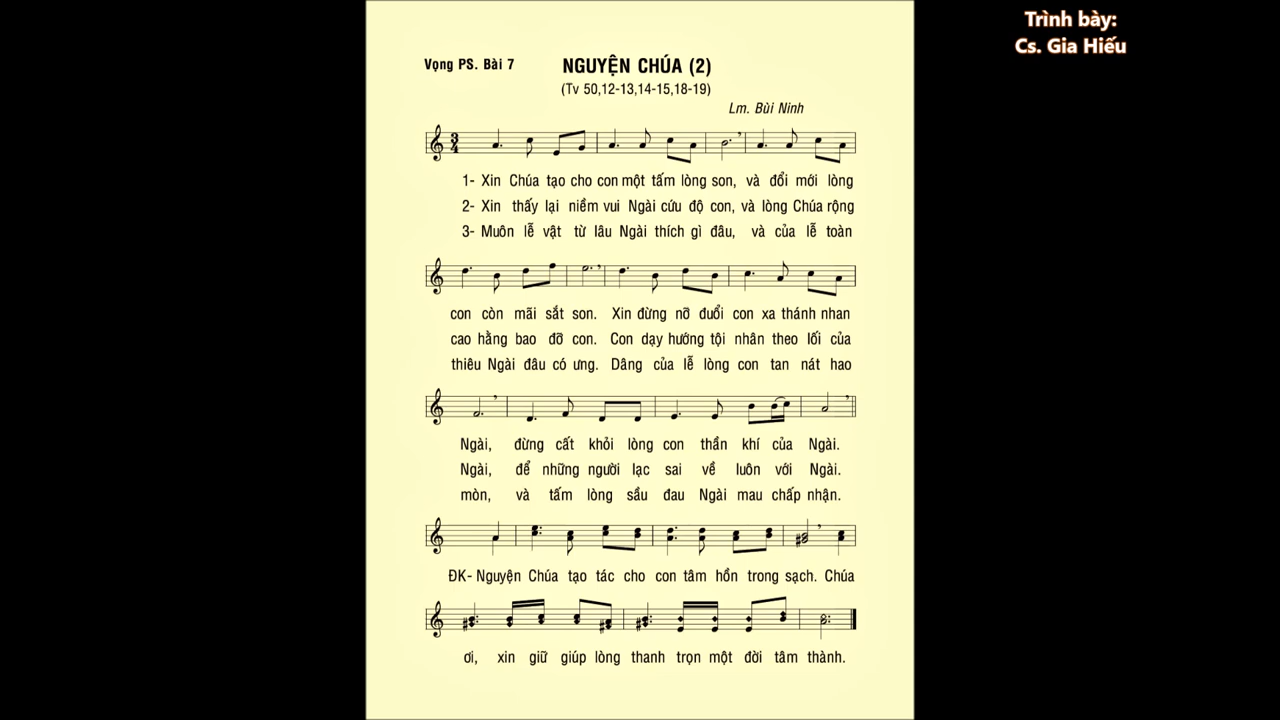 Trình bày:
Cs. Gia Hiếu
Vọng PS. Bài 7
NGUYỆN CHÚA (2)
(Tv 50,12-13,14-15,18-19)
Lm. Bùi Ninh
3
4
1- Xin Chúa tạo cho con một tấm lòng son, và đổi mới lòng
2- Xin thấy lại niềm vui Ngài cứu độ con, và lòng Chúa rộng
3- Muôn lễ vật từ lâu Ngài thích gì đâu, và của lễ toàn
con còn mãi sắt son. Xin đừng nỡ đuổi con xa thánh nhan
cao hằng bao đỡ con. Con dạy hướng tội nhân theo lối của
thiêu Ngài đâu có ưng. Dâng của lễ lòng con tan nát hao
Ngài, đừng cất khỏi lòng con thần khí của Ngài.
Ngài, để những người lạc sai về luôn với Ngài.
mòn, và tấm lòng sầu đau Ngài mau chấp nhận.
ĐK- Nguyện Chúa tạo tác cho con tâm hồn trong sạch. Chúa
ơi, xin giữ giúp lòng thanh trọn một đời tâm thành.